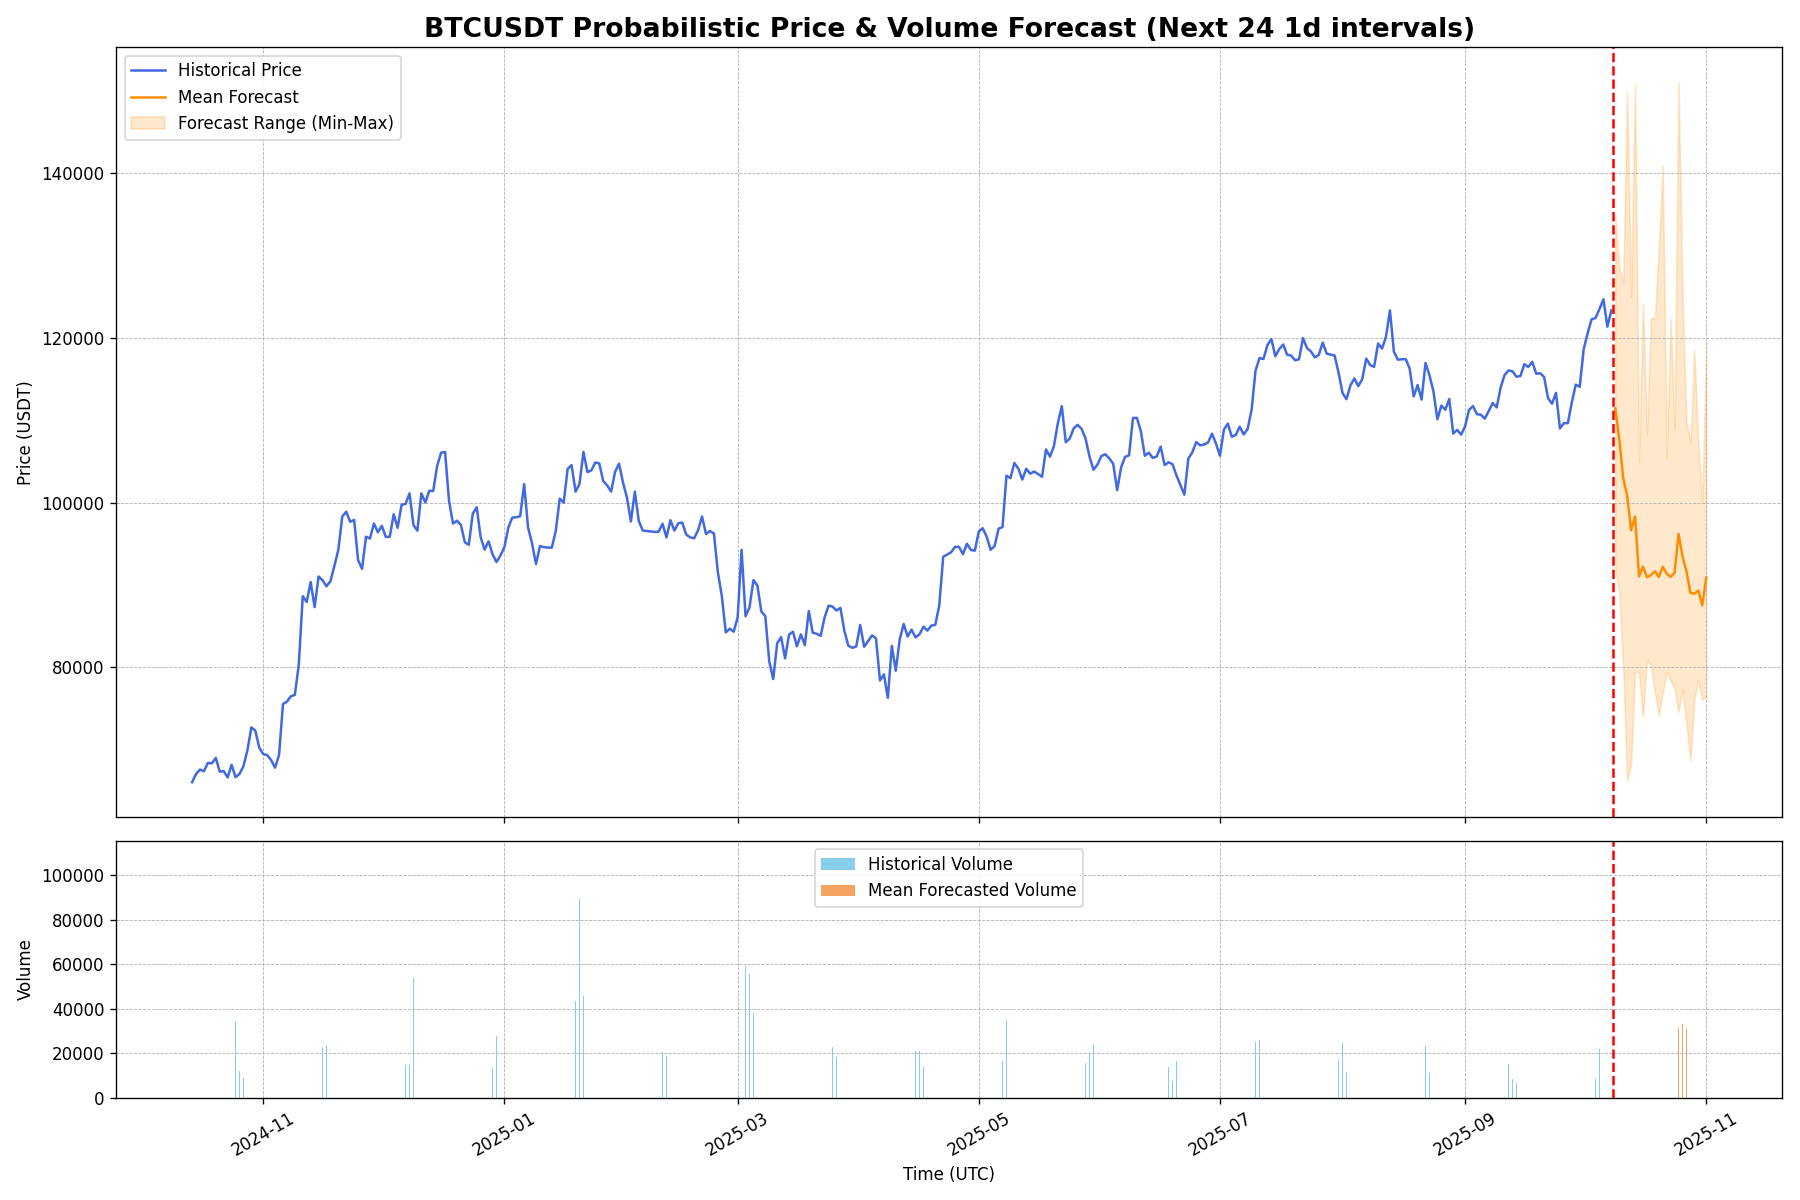 BTCUSDT Probabilistic Price & Volume Forecast (Next 24 1d intervals)
Historical Price
Mean Forecast
Forecast Range (Min-Max)
Price (USDT)
140000
120000
100000
80000
Historical Volume
Mean Forecasted Volume
Volume
100000
80000
60000
40000
20000
0
2024-11
2025-01
2025-03
2025-05
2025-07
2025-09
2025-11
Time (UTC)